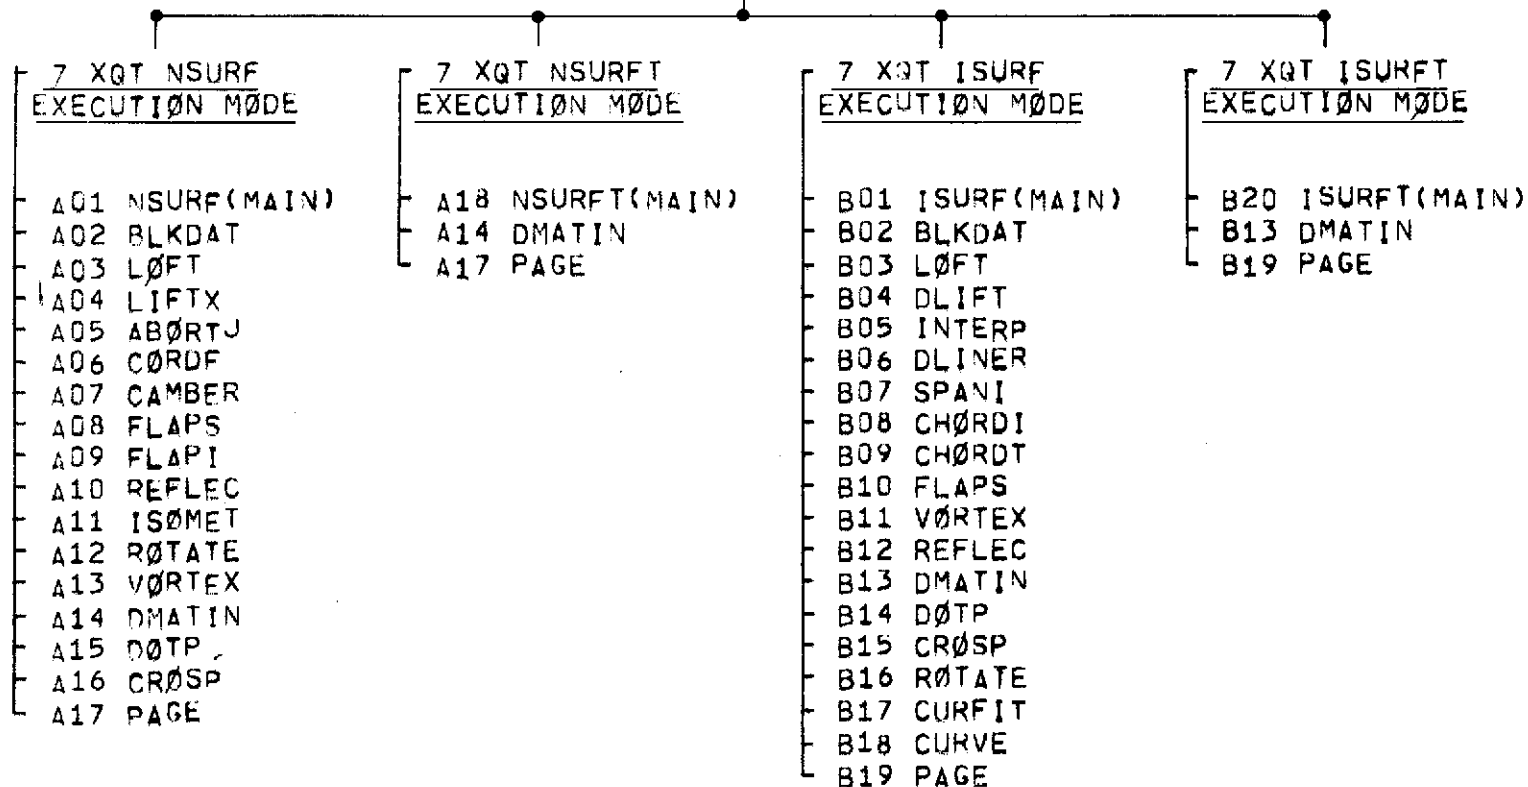 7 XQT NSURF
EXECUTIØN MØDE
A01 NSURF(MAIN)
A02 BLKDAT
A03 LØFT
A04 LIFTX
A05 ABØRTJ
A06 CØRDF
A07 CAMBER
A08 FLAPS
A09 FLAPI
A10 REFLEC
A11 ISØMET
A12 RØTATE
A13 VØRTEX
A14 DMATIN
A15 DØTP
A16 CRØSP
A17 PAGE
7 XQT NSURFT
EXECUTIØN MØDE
A18 NSURFT(MAIN)
A14 DMATIN
A17 PAGE
7 XQT ISURF
EXECUTIØN MØDE
B01 ISURF(MAIN)
B02 BLKDAT
B03 LØFT
B04 DLIFT
B05 INTERP
B06 DLINER
B07 SPANI
B08 CHØRDI
B09 CHØRDT
B10 FLAPS
B11 VØRTEX
B12 REFLEC
B13 DMATIN
B14 DØTP
B15 CRØSP
B16 RØTATE
B17 CURFIT
B18 CURVE
B19 PAGE
7 XQT ISURFT
EXECUTIØN MØDE
B20 ISURFT(MAIN)
B13 DMATIN
B19 PAGE